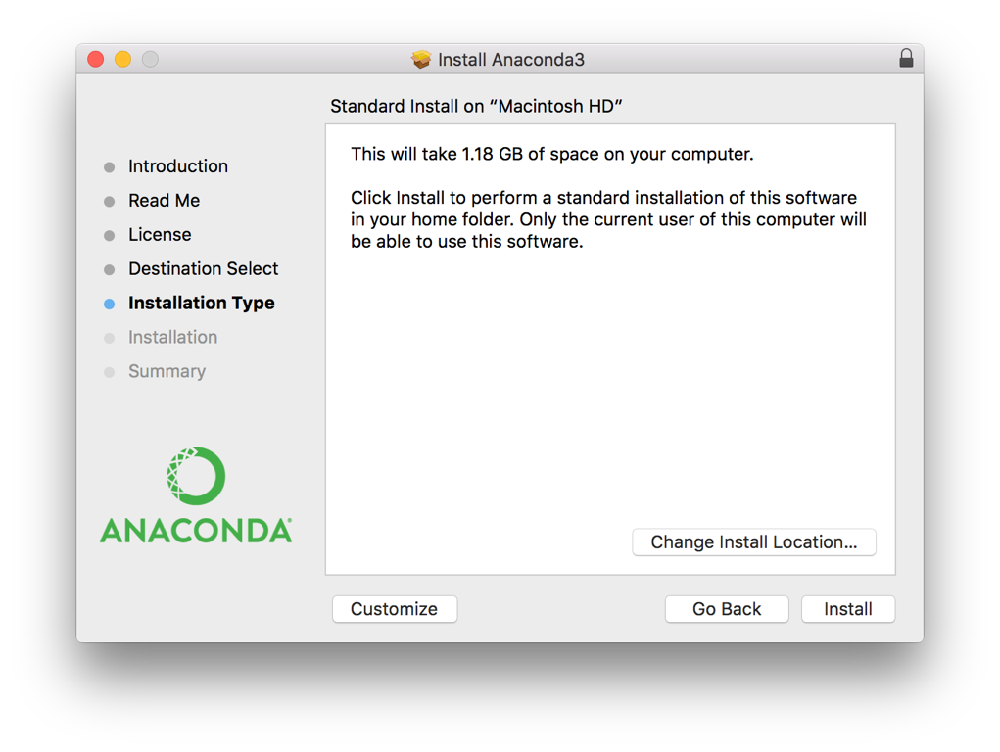 Install Anaconda3
Standard Install on “Macintosh HD”
Introduction
Read Me
License
Destination Select
Installation Type
Installation
Summary
This will take 1.18 GB of space on your computer.
Click Install to perform a standard installation of this software
in your home folder. Only the current user of this computer will
be able to use this software.
ANACONDA
Change Install Location...
Customize
Go Back
Install